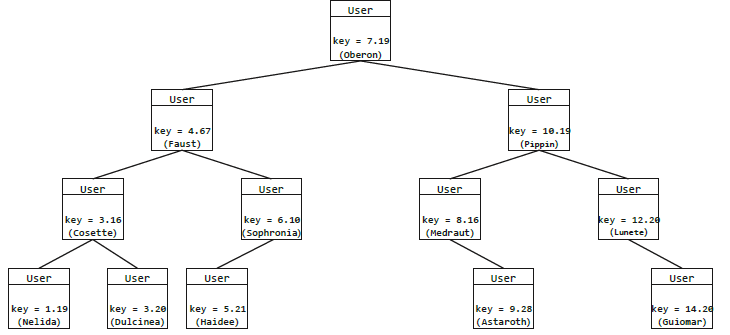 User
key = 7.19
(Oberon)
User
key = 4.67
(Faust)
User
key = 10.19
(Pippin)
User
key = 3.16
(Cosette)
User
key = 6.10
(Sophronia)
User
key = 8.16
(Medraut)
User
key = 12.20
(Lunete)
User
key = 1.19
(Nelida)
User
key = 3.20
(Dulcinea)
User
key = 5.21
(Haidee)
User
key = 9.28
(Astaroth)
User
key = 14.20
(Guiomar)